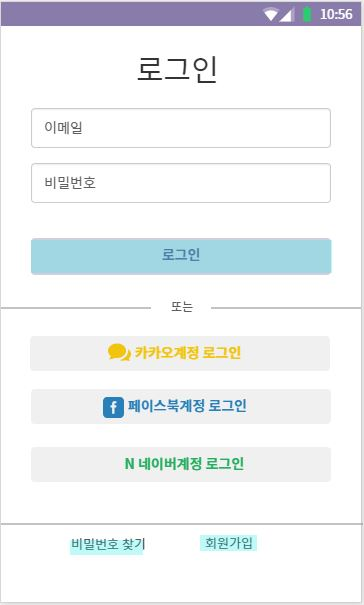 10:56
로그인
이메일
비밀번호
로그인
또는
카카오계정 로그인
f 페이스북계정 로그인
N 네이버계정 로그인
비밀번호 찾기 회원가입